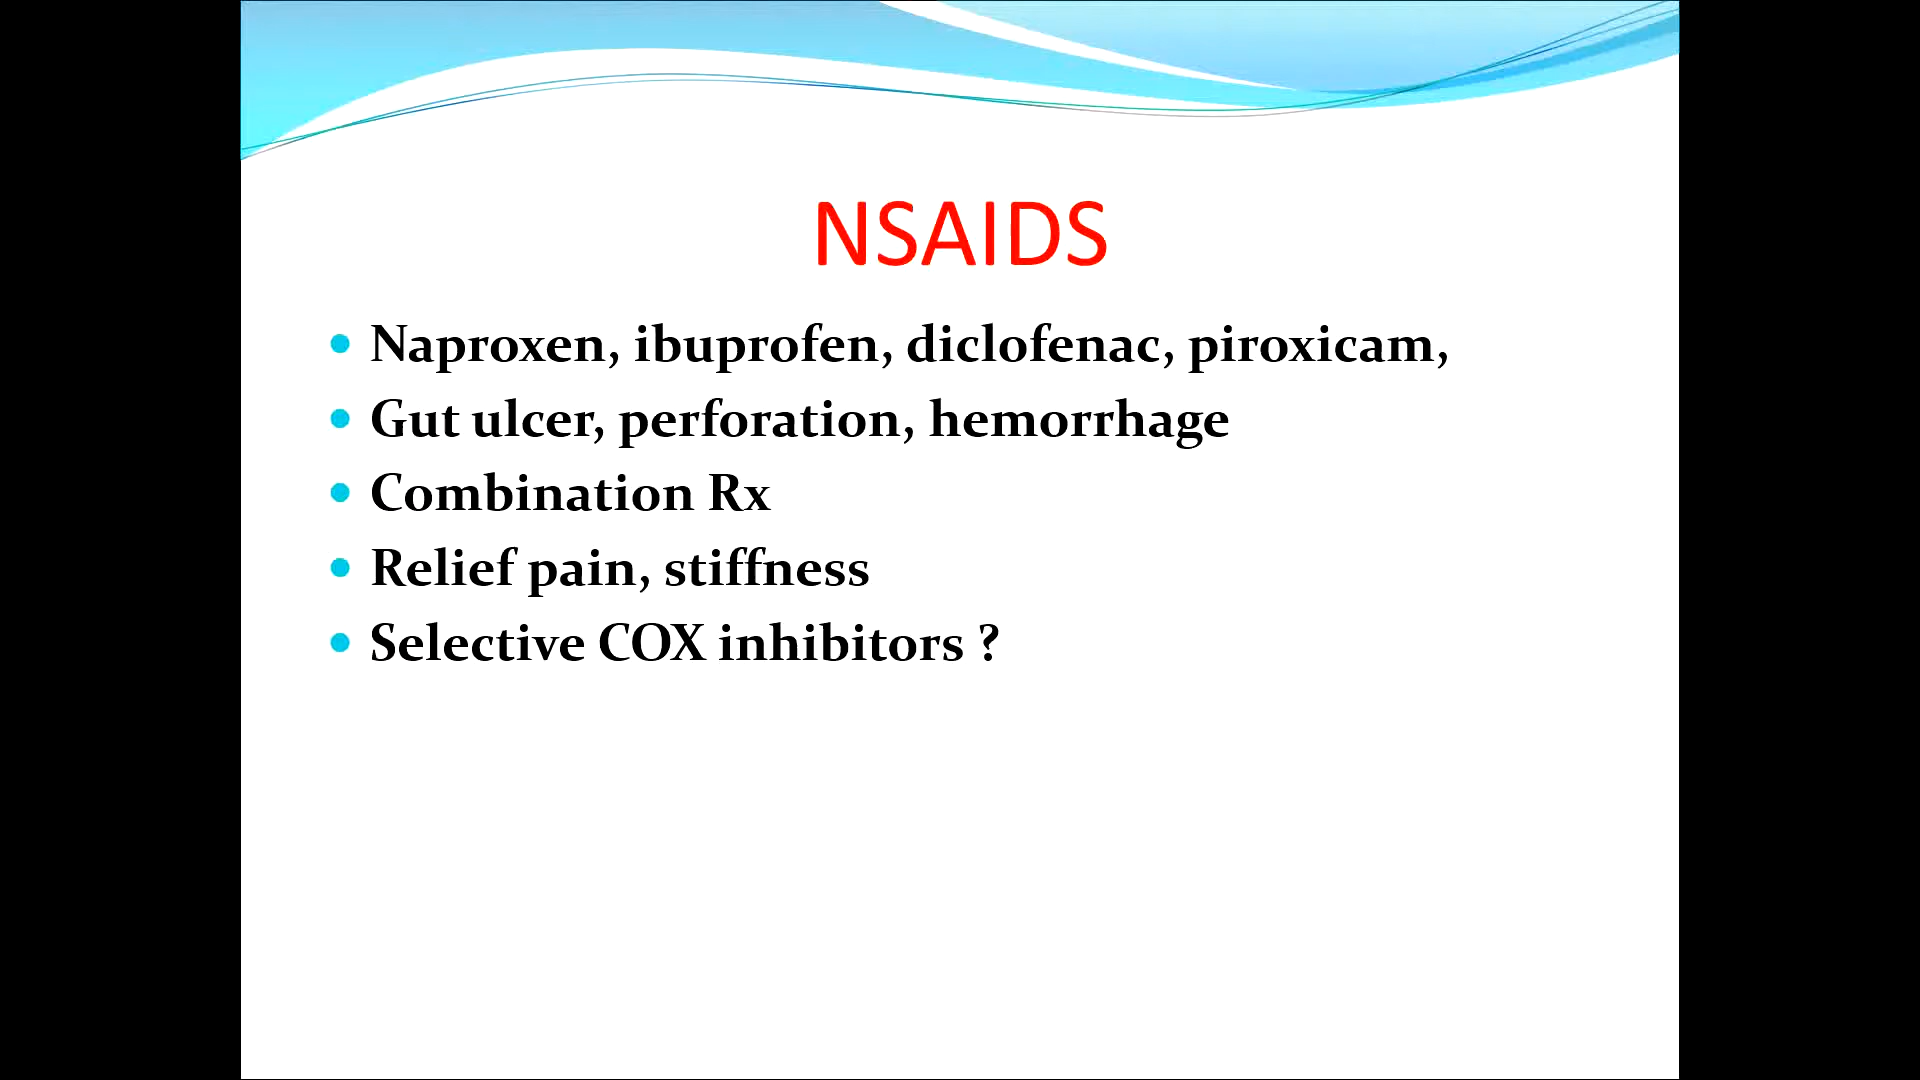 NSAIDS
Naproxen, ibuprofen, diclofenac, piroxicam,
Gut ulcer, perforation, hemorrhage
Combination Rx
Relief pain, stiffness
Selective COX inhibitors ?